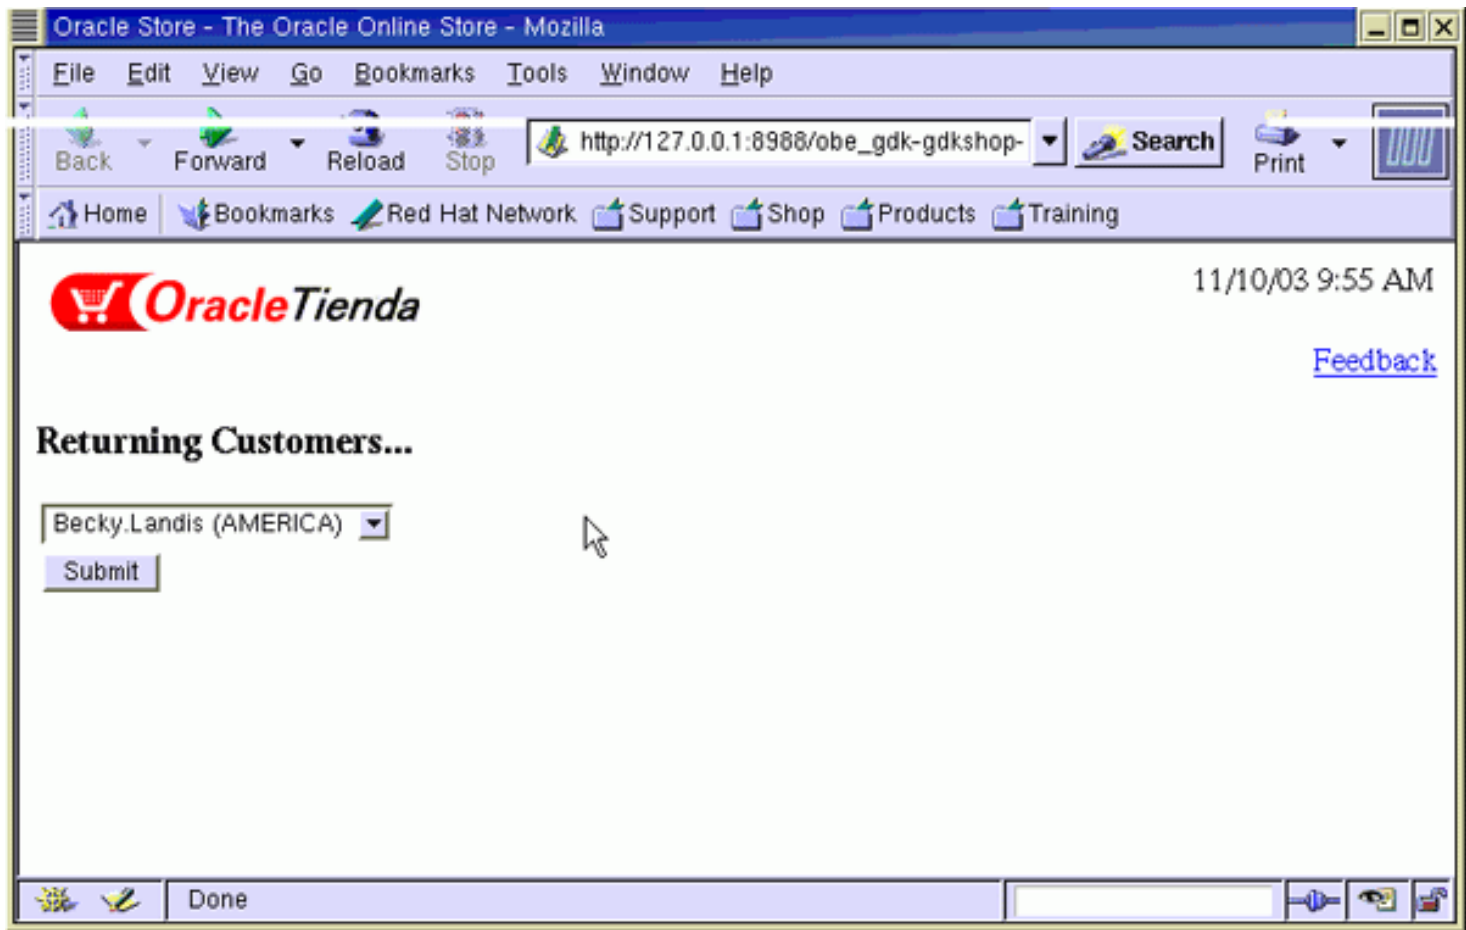 Oracle Store - The Oracle Online Store - Mozilla
File Edit View Go Bookmarks Tools Window Help
Back Forward Reload Stop http://127.0.0.1:8988/obe_gdk-gdkshop- Search Print
Home Bookmarks Red Hat Network Support Shop Products Training
OracleTienda
11/10/03 9:55 AM
Feedback
Returning Customers...
Becky.Landis (AMERICA)
Submit
Done